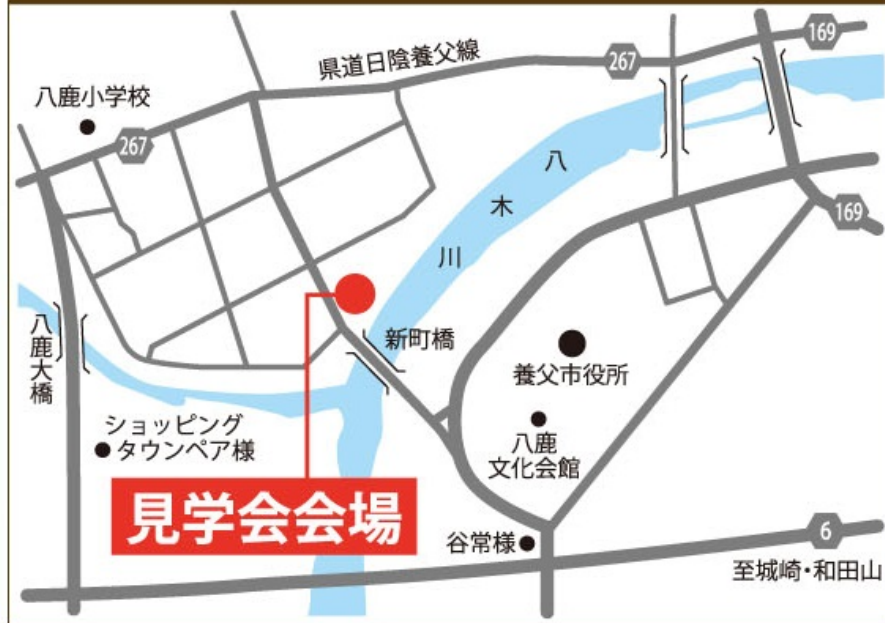 169
267
県道日陰養父線
八鹿小学校
267
八木川
169
八鹿大橋
新町橋
養父市役所
ショッピング
タウンペア様
八鹿
文化会館
見学会会場
谷常様
6
至城崎・和田山